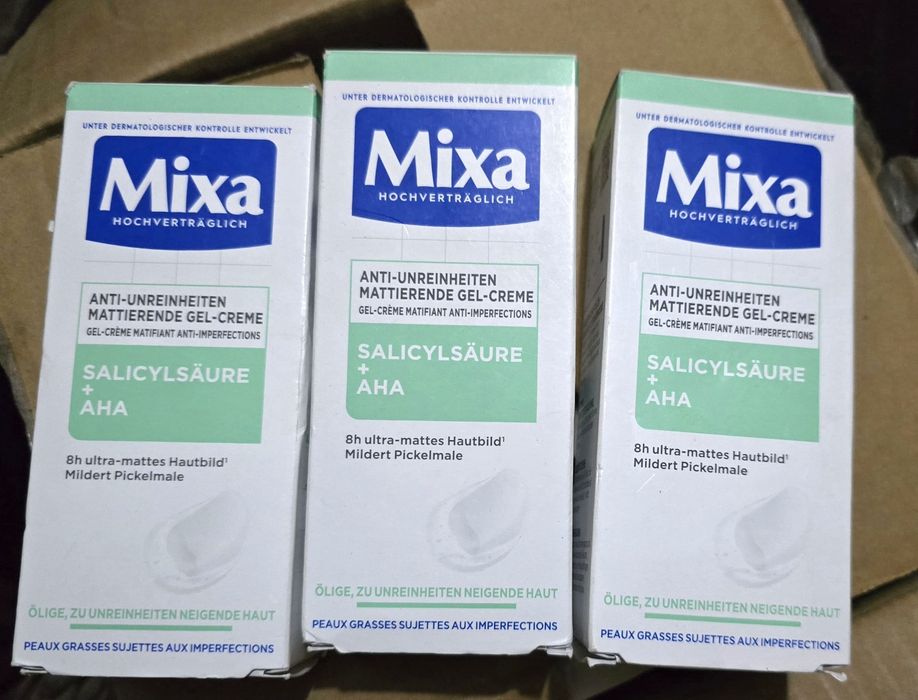 UNTER DERMATOLOGISCHER KONTROLLE ENTWICKELT
Mixa
HOCHVERTRÄGLICH
ANTI-UNREINHEITEN
MATTIERENDE GEL-CREME
GEL-CRÈME MATIFIANT ANTI-IMPERFECTIONS
SALICYLSÄURE
+
AHA
8h ultra-mattes Hautbild¹
Mildert Pickelmale
ÖLIGE, ZU UNREINHEITEN NEIGENDE HAUT
PEAUX GRASSES SUJETTES AUX IMPERFECTIONS
UNTER DERMATOLOGISCHER KONTROLLE ENTWICKELT
Mixa
HOCHVERTRÄGLICH
ANTI-UNREINHEITEN
MATTIERENDE GEL-CREME
GEL-CRÈME MATIFIANT ANTI-IMPERFECTIONS
SALICYLSÄURE
+
AHA
8h ultra-mattes Hautbild¹
Mildert Pickelmale
ÖLIGE, ZU UNREINHEITEN NEIGENDE HAUT
PEAUX GRASSES SUJETTES AUX IMPERFECTIONS
UNTER DERMATOLOGISCHER KONTROLLE ENTWICKELT
Mixa
HOCHVERTRÄGLICH
ANTI-UNREINHEITEN
MATTIERENDE GEL-CREME
GEL-CRÈME MATIFIANT ANTI-IMPERFECTIONS
SALICYLSÄURE
+
AHA
8h ultra-mattes Hautbild¹
Mildert Pickelmale
ÖLIGE, ZU UNREINHEITEN NEIGENDE HAUT
PEAUX GRASSES SUJETTES AUX IMPERFECTIONS